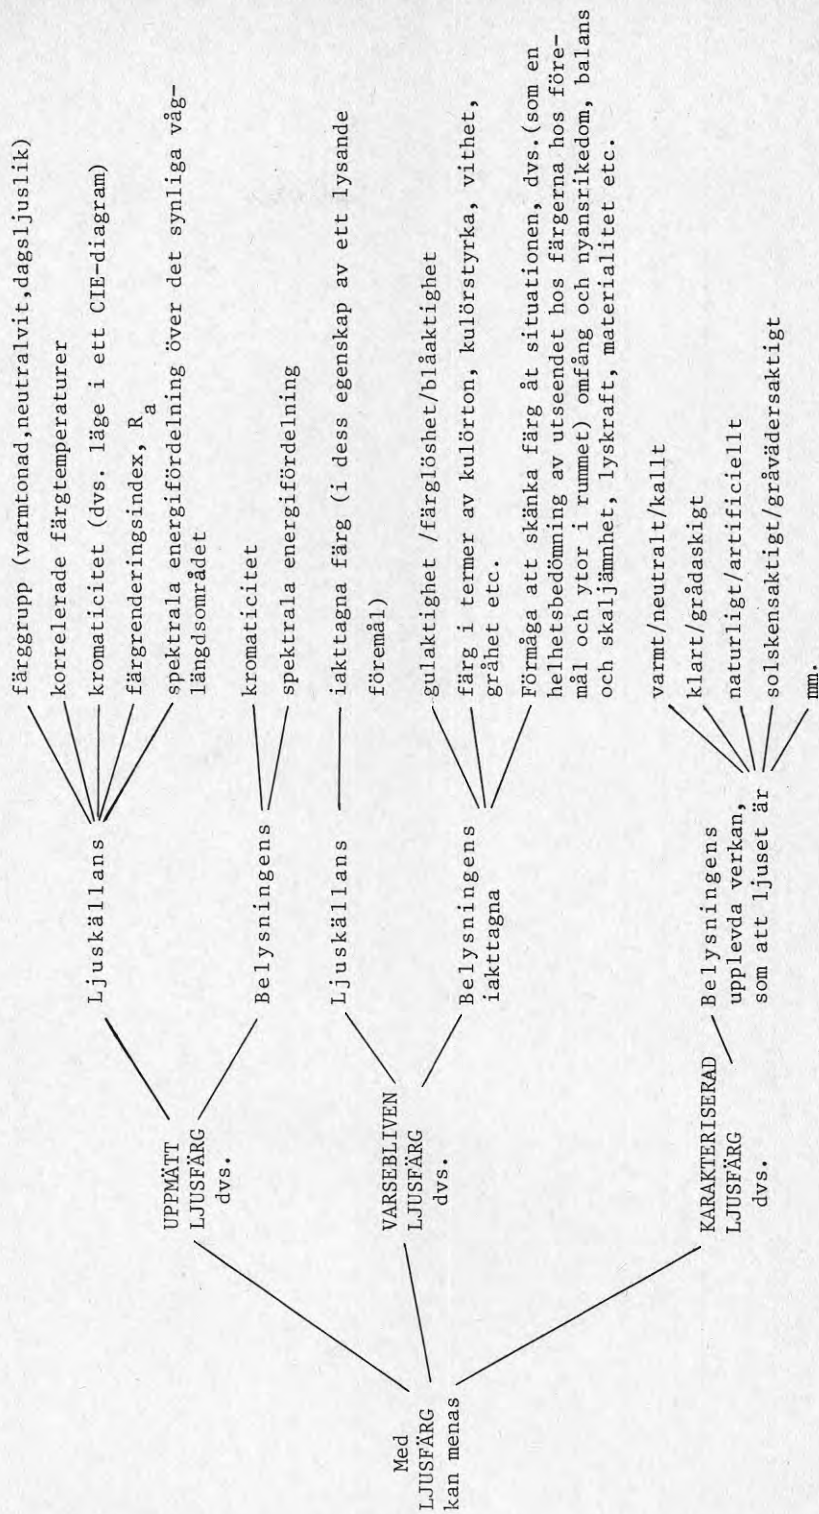 Med
LJUSFÄRG
kan menas
UPPMÄTT
LJUSFÄRG
dvs.
Ljuskällans
färggrupp (varmtonad,neutralvit,dagsljuslik)
korrelerade färgtemperaturer
kromaticitet (dvs. läge i ett CIE-diagram)
färgrenderingsindex, Ra
spektrala energifördelning över det synliga våg-
längdsområdet
Belysningens
kromaticitet
spektrala energifördelning
VARSEBLIVEN
LJUSFÄRG
dvs.
Ljuskällans
iakttagna färg (i dess egenskap av ett lysande
föremål)
Belysningens
iakttagna
gulaktighet /färglöshet/blåaktighet
färg i termer av kulörton, kulörstyrka, vithet,
gråhet etc.
Förmåga att skänka färg åt situationen, dvs.(som en
helhetsbedömning av utseendet hos färgerna hos före-
mål och ytor i rummet) omfång och nyansrikedom, balans
och skaljämnhet, lyskraft, materialitet etc.
KARAKTERISERAD
LJUSFÄRG
dvs.
Belysningens
upplevda verkan,
som att ljuset är
varmt/neutralt/kallt
klart/grådaskigt
naturligt/artificiellt
solskensaktigt/gråvädersaktigt
mm.